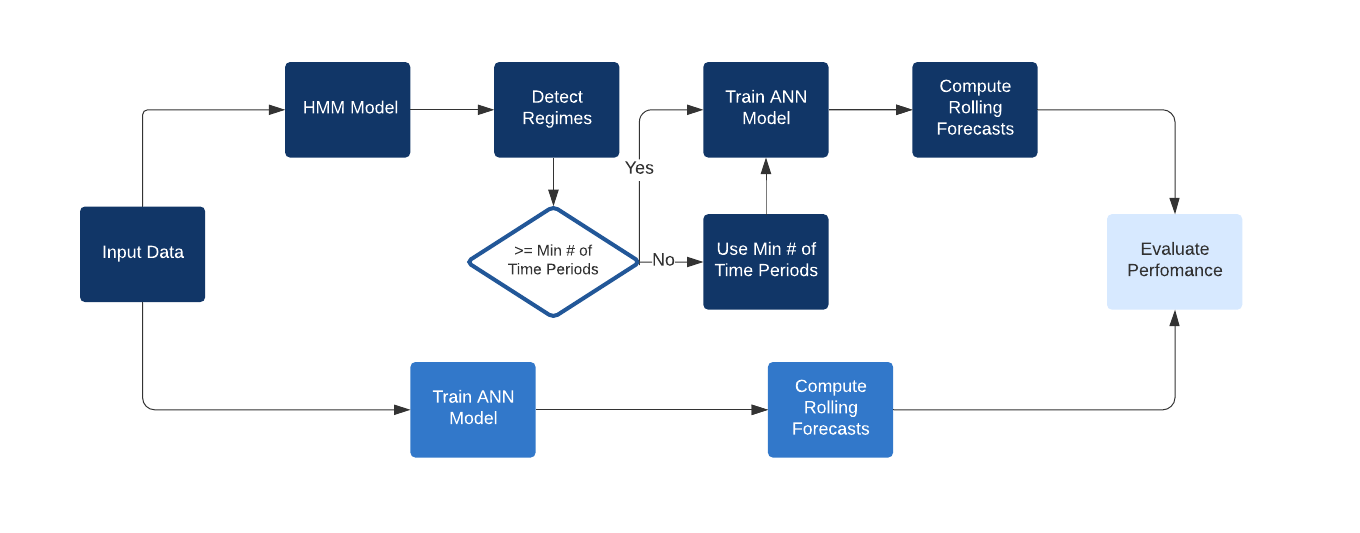 HMM Model
Detect
Regimes
Train ANN
Model
Compute
Rolling
Forecasts
Yes
Input Data
>= Min # of
Time Periods
No
Use Min # of
Time Periods
Evaluate
Perfomance
Train ANN
Model
Compute
Rolling
Forecasts